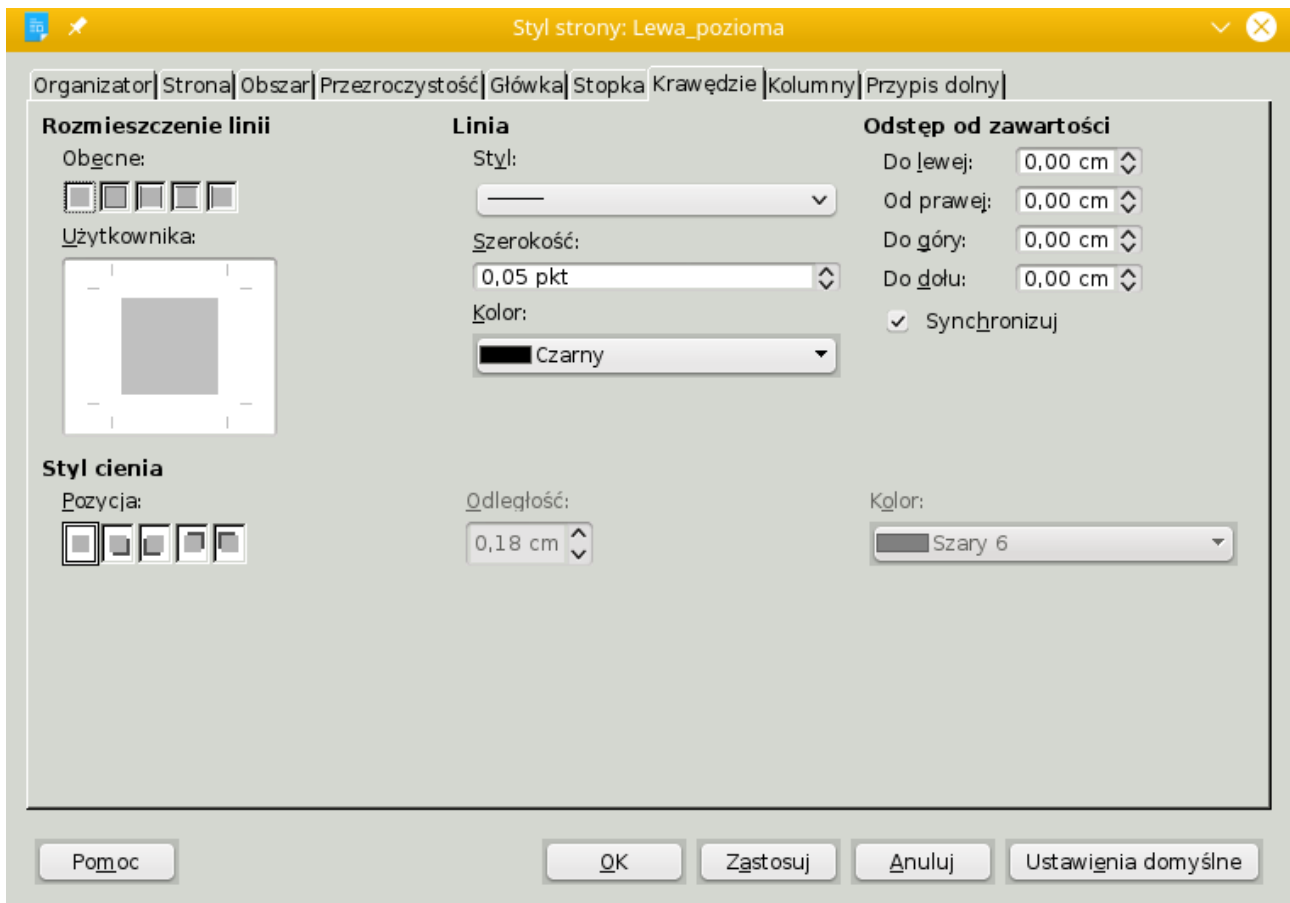 Styl strony: Lewa_pozioma
Organizator Strona Obszar Przezroczystość Główka Stopka Krawędzie Kolumny Przypis dolny
Rozmieszczenie linii
Obecne:
Użytkownika:
Linia
Styl:
Szerokość:
0,05 pkt
Kolor:
Czarny
Odstęp od zawartości
Do lewej: 0,00 cm
Od prawej: 0,00 cm
Do góry: 0,00 cm
Do dołu: 0,00 cm
Synchronizuj
Styl cienia
Pozycja:
Odległość:
0,18 cm
Kolor:
Szary 6
Pomoc OK Zastosuj Anuluj Ustawienia domyślne